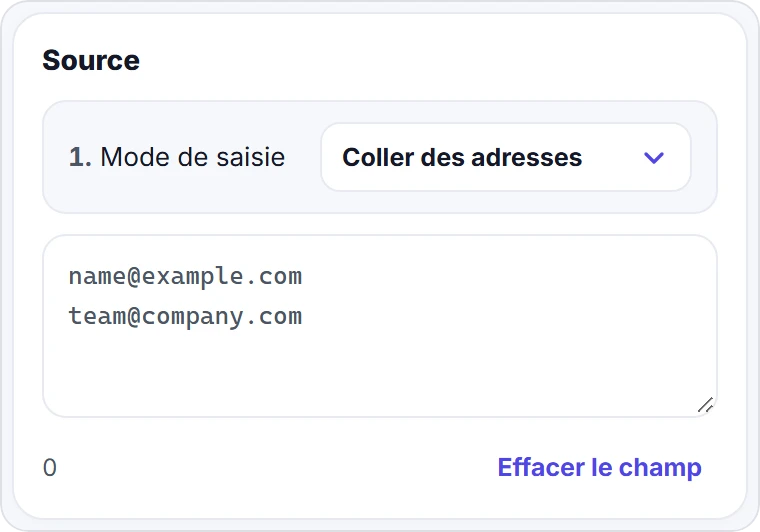 Source
1. Mode de saisie
Coller des adresses
name@example.com
team@company.com
0
Effacer le champ